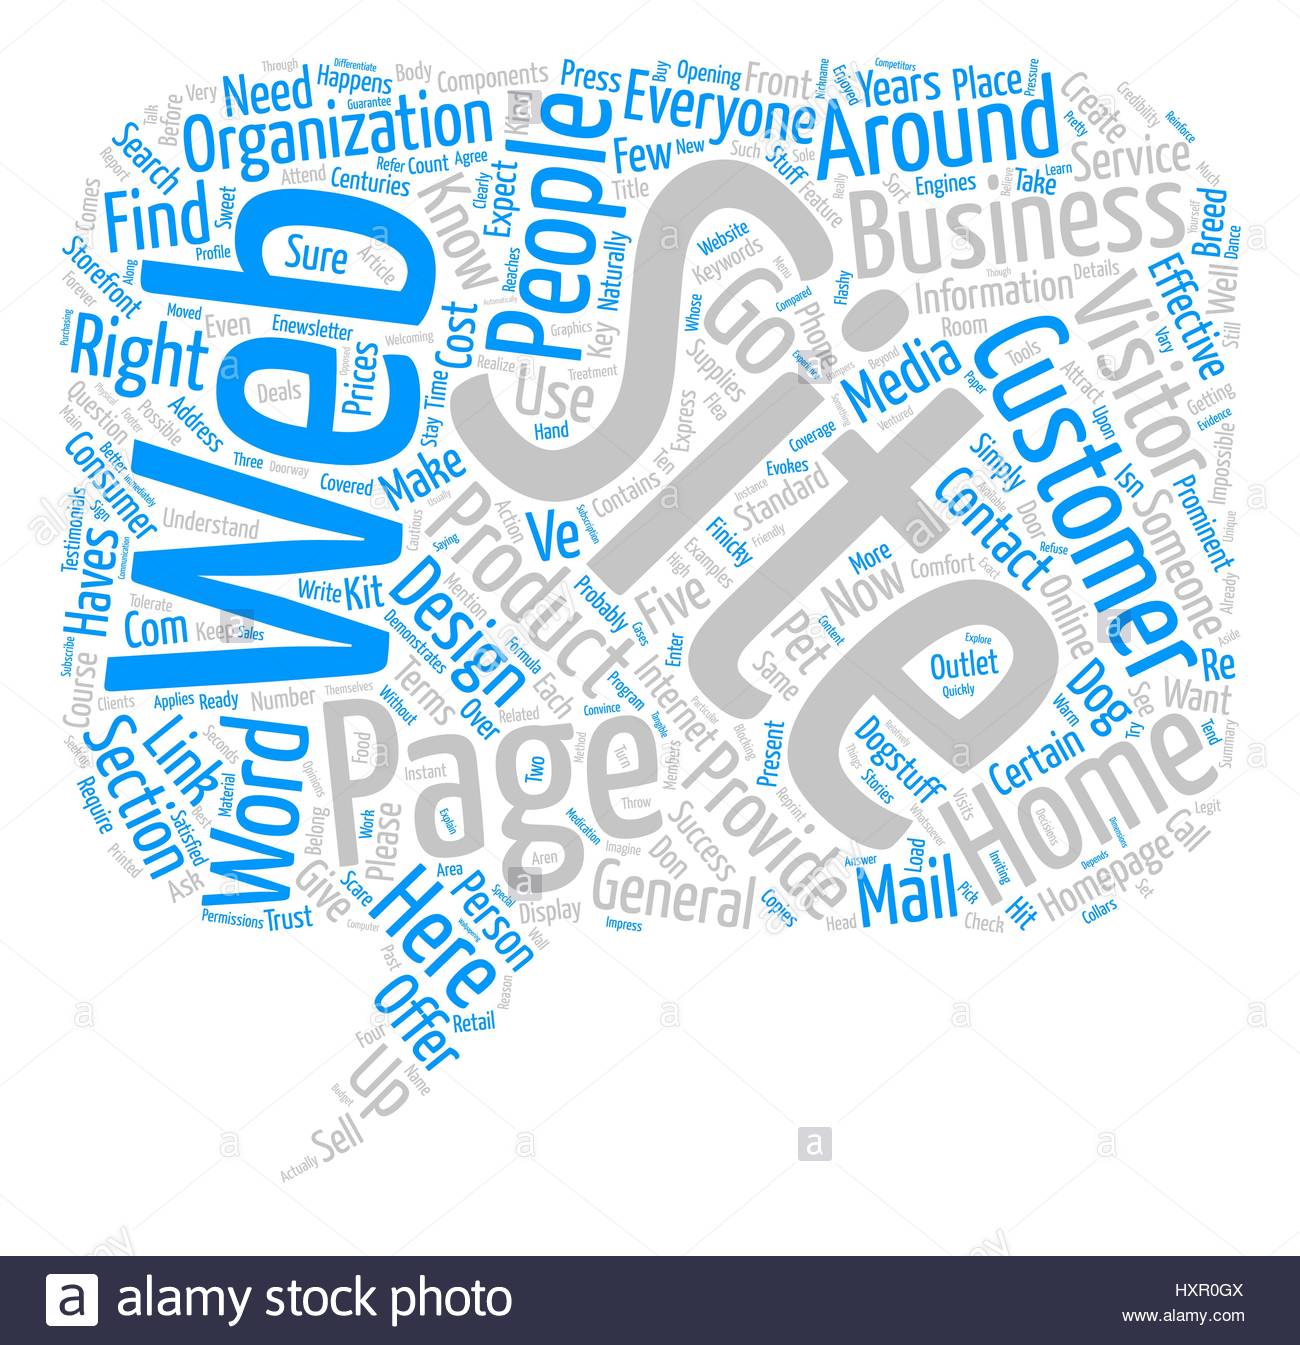 Web
Site
Page
Home
Customer
Business
Around
People
Everyone
Organization
Product
Visitor
Word
Right
Find
Provide
Mail
Here
General
Design
Section
Media
Contact
Need
Know
Use
Go
Link
Haves
Offer
Up
Ve
Five
Now
Pet
Dog
Someone
Online
Service
Information
Effective
Years
Place
Few
Make
Cost
Com
Kit
Terms
Person
Success
Internet
Give
Want
Re
Certain
Homepage
Dogstuff
Outlet
Standard
Create
Front
Press
Opening
Components
Body
Happens
Differentiate
Through
Guarantee
Very
Talk
Before
Search
Report
Comes
Sweet
Attend
Centuries
Refer
Count
Agree
Kind
Clearly
Expect
Reaches
Naturally
Title
New
Buy
Such
Stuff
Sole
Feature
Really
Nickname
Enjoyed
Competitors
Sort
Engines
Take
Learn
Believe
Pressure
Pretty
Credibility
Reinforce
Much
Yourself
Breed
Dance
Well
Still
Vary
Details
Though
Room
Tools
Attract
Paper
Upon
Isn
Getting
Evidence
Impossible
Prominent
Unique
Already
Aside
Simply
Available
Door
Refuse
Exact
Comfort
More
Content
Explore
Quickly
Warm
Try
See
Tend
Summary
Legit
Call
Set
Collars
Depends
Dimensions
Decisions
Visits
Inviting
Hit
Pick
Check
Load
Answer
Head
Whatsoever
Stories
Things
Relatively
Same
Present
Reprint
Copies
Blocking
Particular
Members
Tangible
Don
Imagine
Impress
Throw
Turn
Method
Convince
Program
Enter
Cases
Probably
Examples
High
Finicky
Friendly
Instance
Evokes
Coverage
Something
Ventured
Beyond
Hampers
Flashy
Phone
Compared
Menu
Website
Keywords
Whose
Supplies
Flea
Express
Contains
Subscription
Hand
Treatment
Key
Graphics
Automatically
Realize
Time
Stay
Welcoming
Opposed
Article
Sure
Profile
Along
Storefront
Forever
Purchasing
Moved
Even
Enewsletter
Prices
Deals
Physical
Footer
Possible
Question
Main
Address
Three
Doorway
Covered
Better
Immediately
Consumer
Sign
Testimonials
Communication
Understand
Cautious
Usually
Saying
Action
Mention
Formula
Demonstrates
Write
Tolerate
Keep
Sales
Subscribe
Course
Clients
Applies
Ready
Number
Themselves
Without
Over
Related
Each
Two
Instant
Explain
Food
Work
Please
Opinions
Belong
Seconds
Material
Best
Satisfied
Seeking
Require
Printed
Ask
Permissions
Trust
Scare
Computer
Area
Special
Wallpapering
Display
Wall
Aren
Medication
Past
Reason
Retail
Four
Name
Budget
Sell
Actually
alamy stock photo
HXR0GX
www.alamy.com